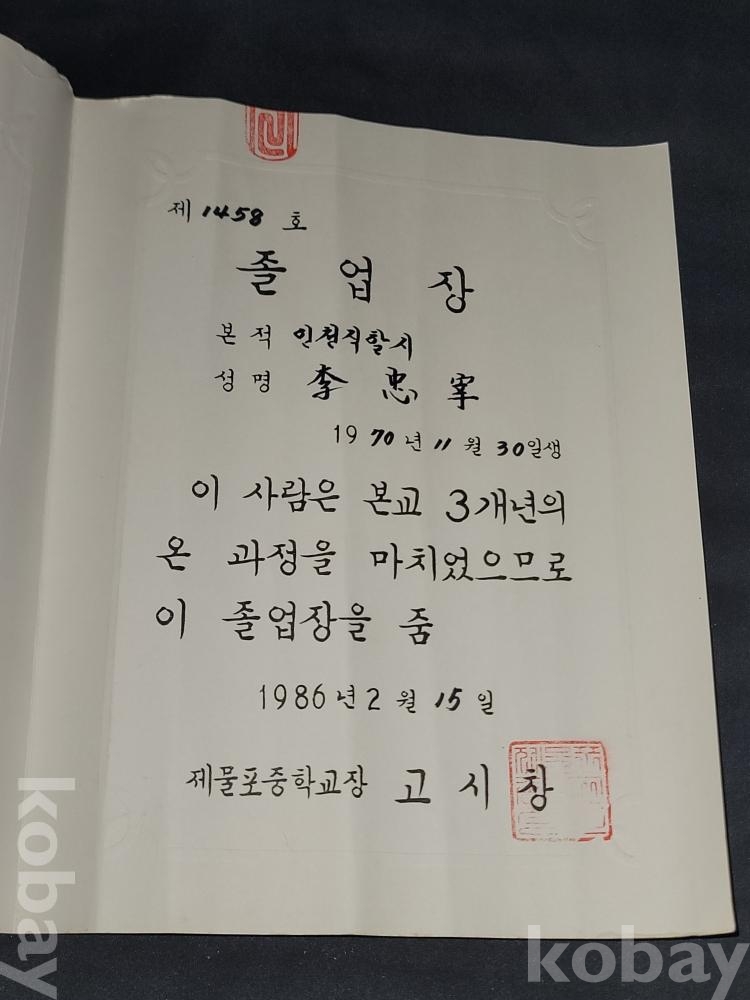 제 1458 호
졸업장
본적 인천직할시
성명 李忠宰
1970년 11월 30일생
이 사람은 본교 3개년의
온 과정을 마치었으므로
이 졸업장을 줌
1986년 2월 15일
제물포중학교장 고시창
kobay
kobay